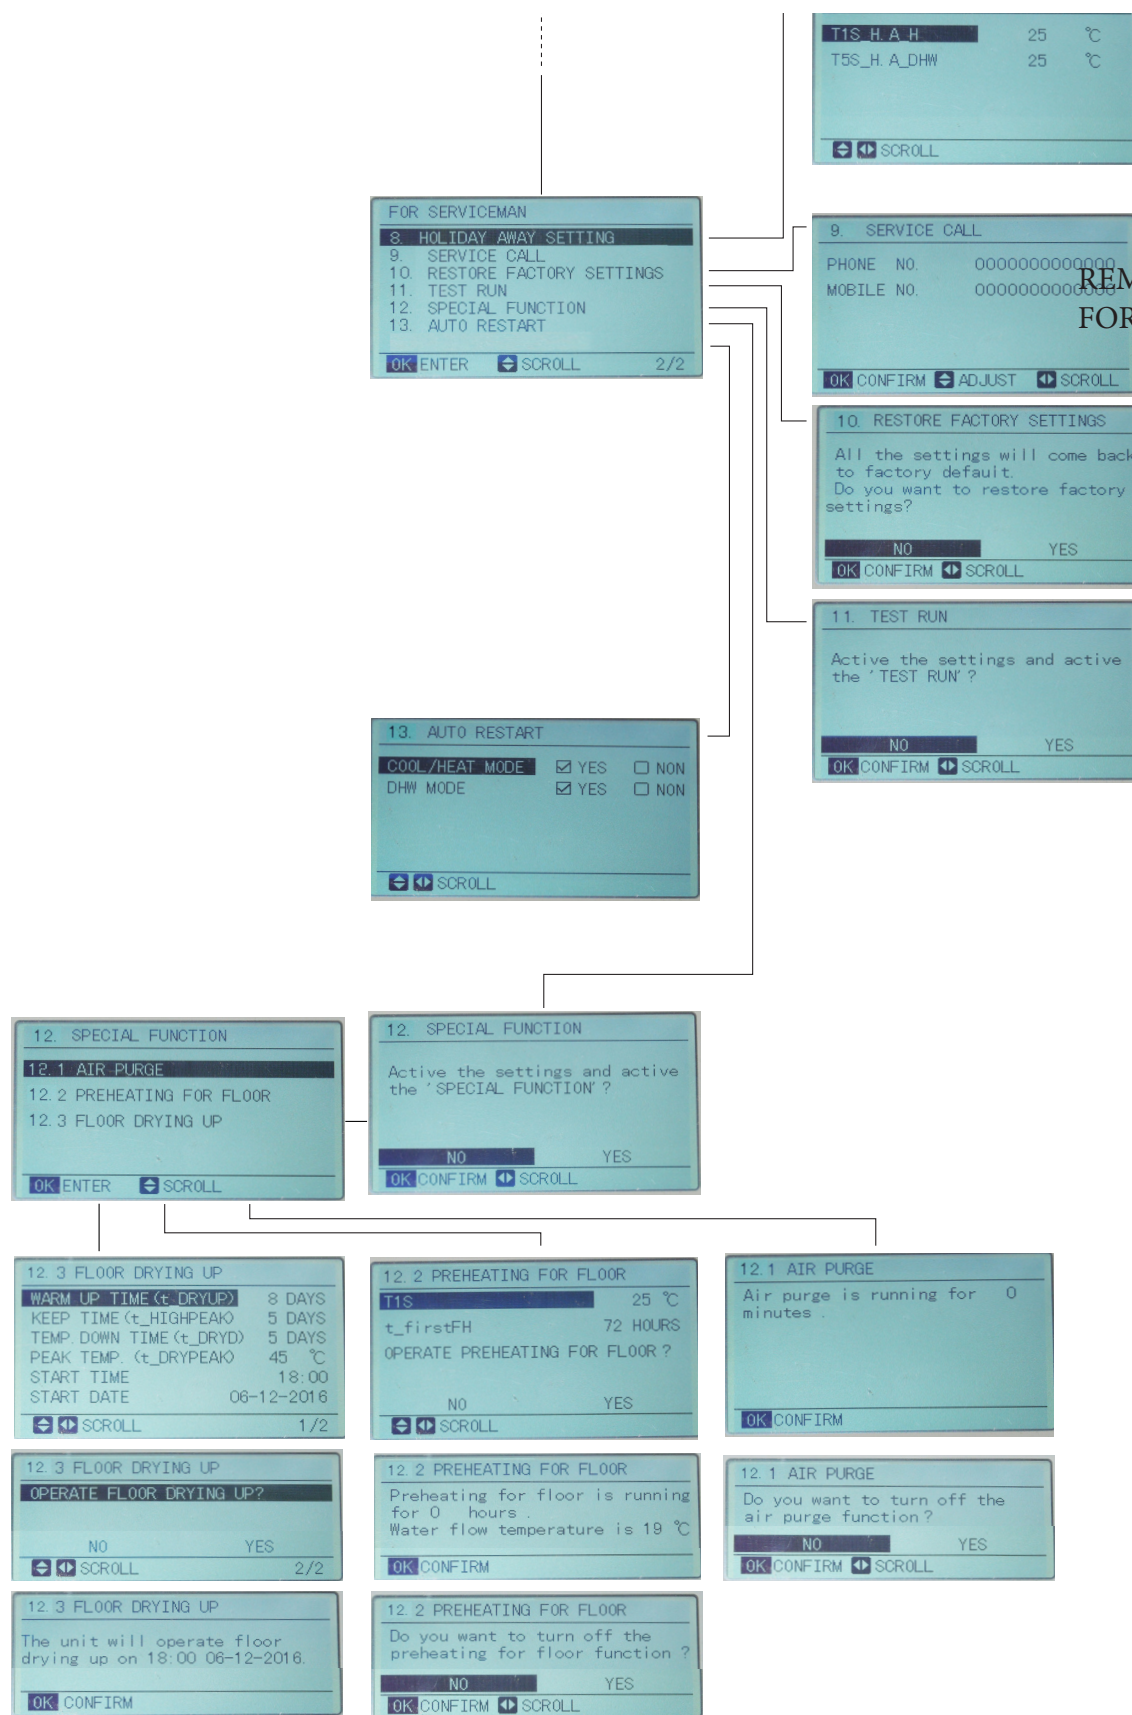 T1S_H.A_H 25 ℃
T5S_H.A_DHW 25 ℃
SCROLL
FOR SERVICEMAN
8. HOLIDAY AWAY SETTING
9. SERVICE CALL
10. RESTORE FACTORY SETTINGS
11. TEST RUN
12. SPECIAL FUNCTION
13. AUTO RESTART
OK ENTER SCROLL 2/2
9. SERVICE CALL
PHONE NO. 0000000000000
MOBILE NO. 0000000000000
REM
FOR
OK CONFIRM ADJUST SCROLL
10. RESTORE FACTORY SETTINGS
All the settings will come back
to factory default.
Do you want to restore factory
settings?
NO YES
OK CONFIRM SCROLL
11. TEST RUN
Active the settings and active
the 'TEST RUN'?
NO YES
OK CONFIRM SCROLL
13. AUTO RESTART
COOL/HEAT MODE YES NON
DHW MODE YES NON
SCROLL
12. SPECIAL FUNCTION
12.1 AIR PURGE
12.2 PREHEATING FOR FLOOR
12.3 FLOOR DRYING UP
OK ENTER SCROLL
12. SPECIAL FUNCTION
Active the settings and active
the 'SPECIAL FUNCTION'?
NO YES
OK CONFIRM SCROLL
12.3 FLOOR DRYING UP
WARM UP TIME(t_DRYUP) 8 DAYS
KEEP TIME(t_HIGHPEAK) 5 DAYS
TEMP.DOWN TIME(t_DRYD) 5 DAYS
PEAK TEMP.(t_DRYPEAK) 45 ℃
START TIME 18:00
START DATE 06-12-2016
SCROLL 1/2
12.2 PREHEATING FOR FLOOR
T1S 25 ℃
t_firstFH 72 HOURS
OPERATE PREHEATING FOR FLOOR?
NO YES
SCROLL
12.1 AIR PURGE
Air purge is running for 0
minutes .
OK CONFIRM
12.3 FLOOR DRYING UP
OPERATE FLOOR DRYING UP?
NO YES
SCROLL 2/2
12.2 PREHEATING FOR FLOOR
Preheating for floor is running
for 0 hours .
Water flow temperature is 19 ℃
OK CONFIRM
12.1 AIR PURGE
Do you want to turn off the
air purge function?
NO YES
OK CONFIRM SCROLL
12.3 FLOOR DRYING UP
The unit will operate floor
drying up on 18:00 06-12-2016.
OK CONFIRM
12.2 PREHEATING FOR FLOOR
Do you want to turn off the
preheating for floor function ?
NO YES
OK CONFIRM SCROLL